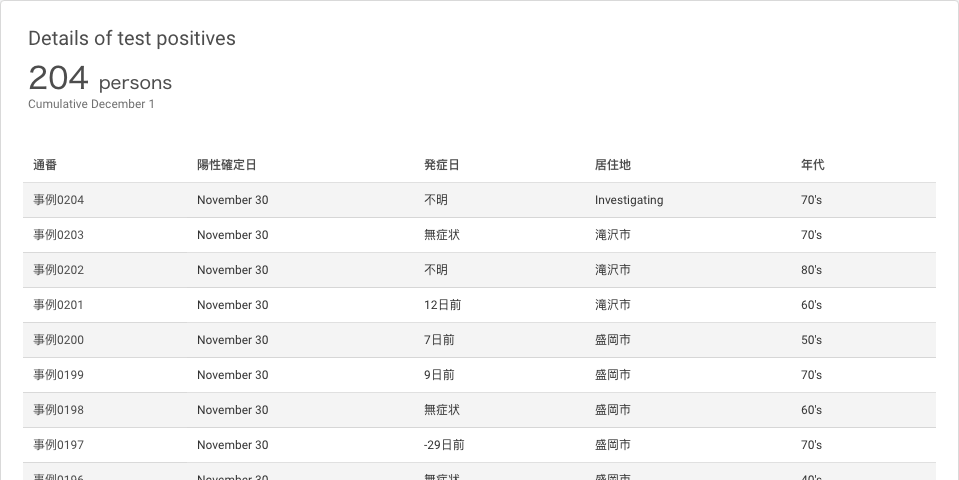 Details of test positives
204 persons
Cumulative December 1
通番 陽性確定日 発症日 居住地 年代
事例0204 November 30 不明 Investigating 70's
事例0203 November 30 無症状 滝沢市 70's
事例0202 November 30 不明 滝沢市 80's
事例0201 November 30 12日前 滝沢市 60's
事例0200 November 30 7日前 盛岡市 50's
事例0199 November 30 9日前 盛岡市 70's
事例0198 November 30 無症状 盛岡市 60's
事例0197 November 30 -29日前 盛岡市 70's
事例0196 November 30 無症状 盛岡市 40's